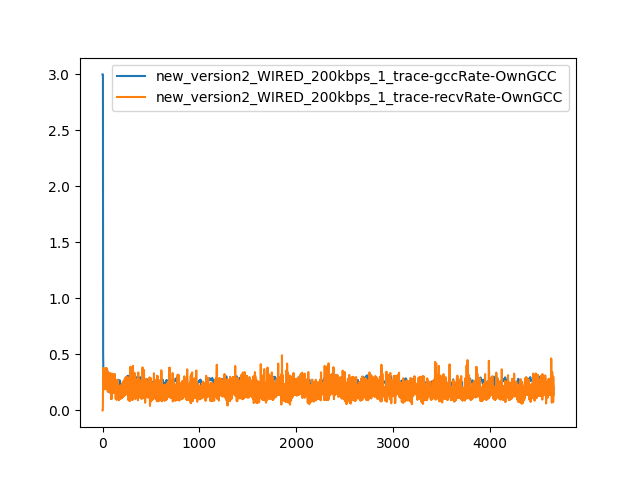 new_version2_WIRED_200kbps_1_trace-gccRate-OwnGCC
new_version2_WIRED_200kbps_1_trace-recvRate-OwnGCC
3.0
2.5
2.0
1.5
1.0
0.5
0.0
0 1000 2000 3000 4000